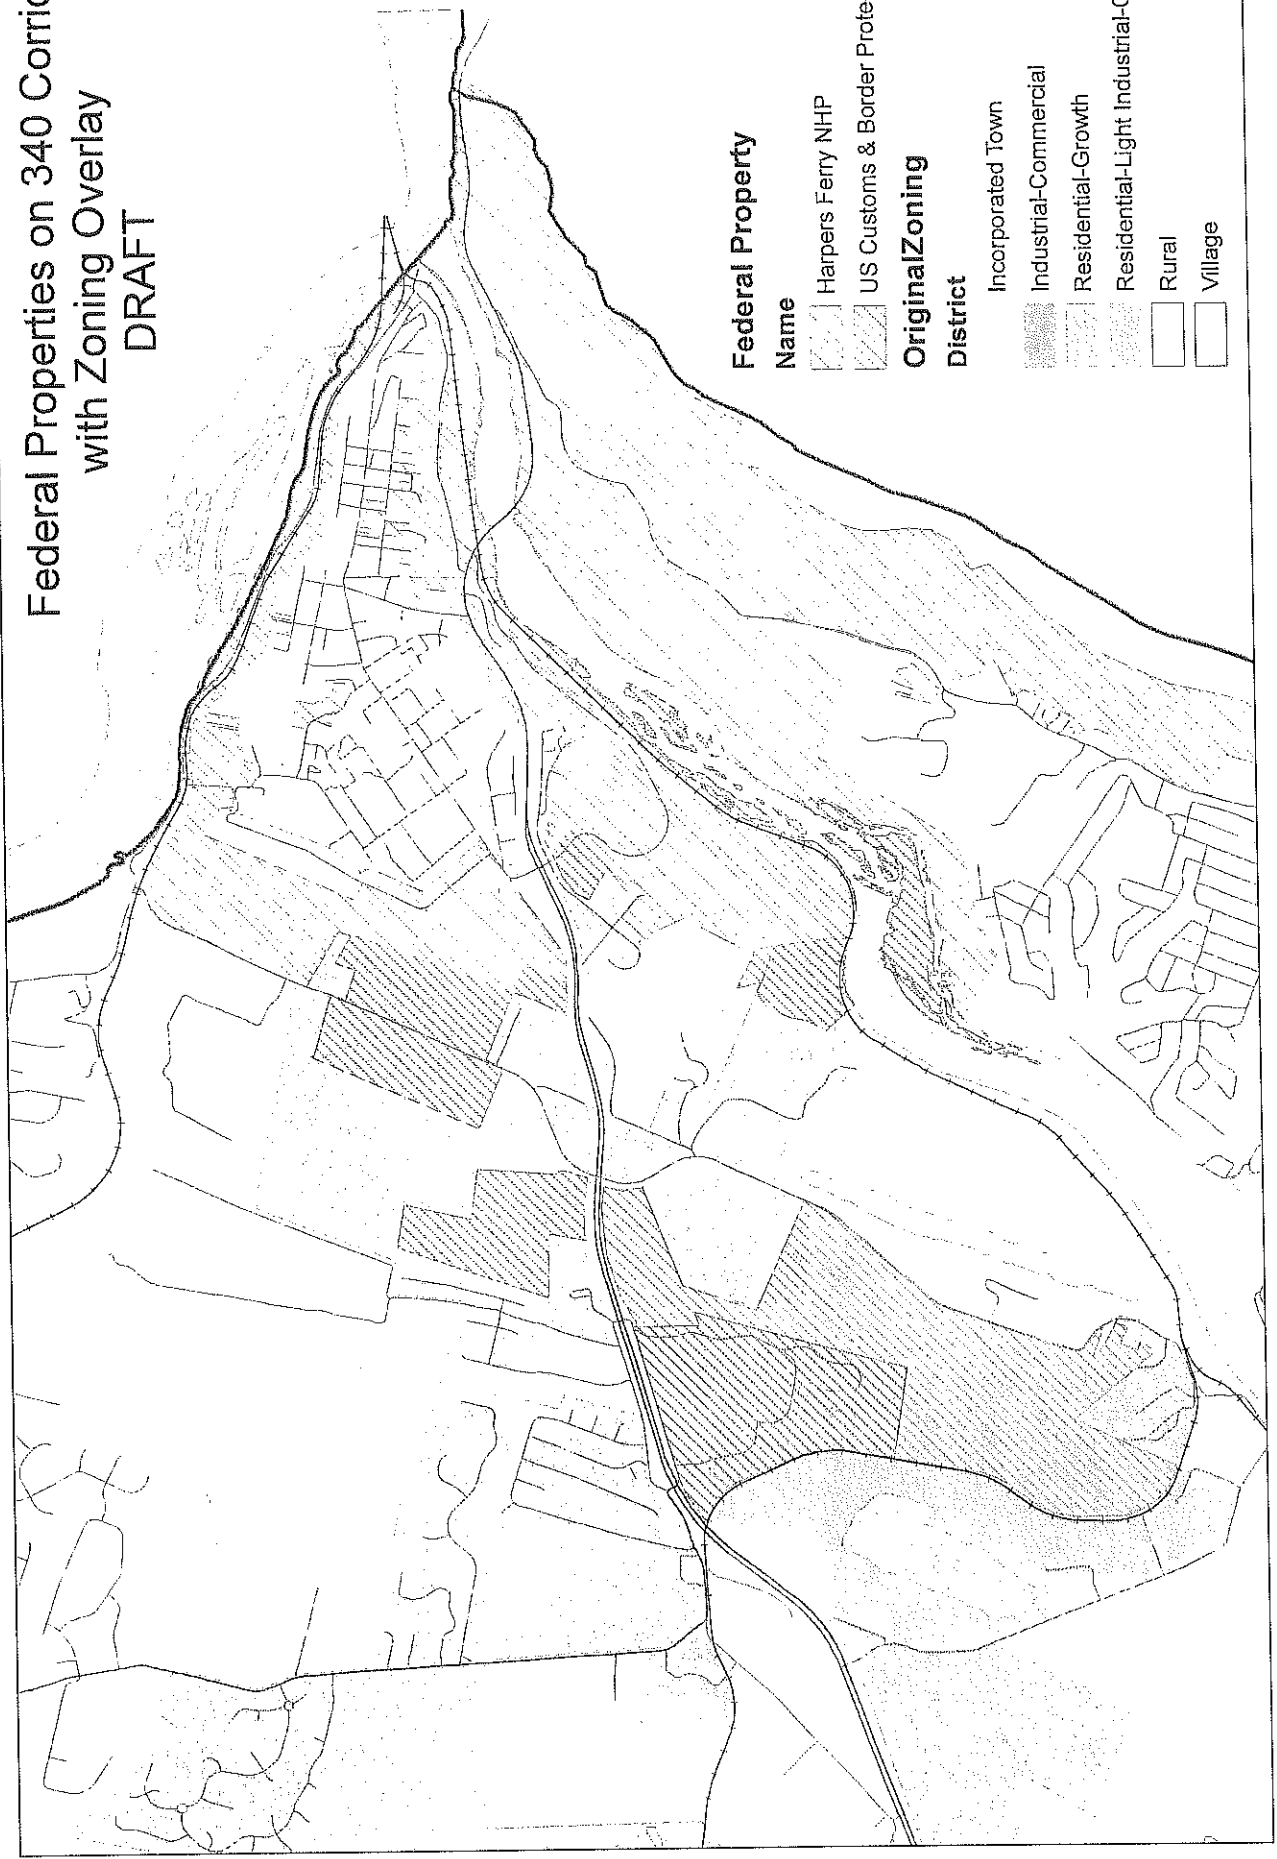 Federal Properties on 340 Corric
with Zoning Overlay
DRAFT
Federal Property
Name
Harpers Ferry NHP
US Customs & Border Prote
OriginalZoning
District
Incorporated Town
Industrial-Commercial
Residential-Growth
Residential-Light Industrial-C
Rural
Village